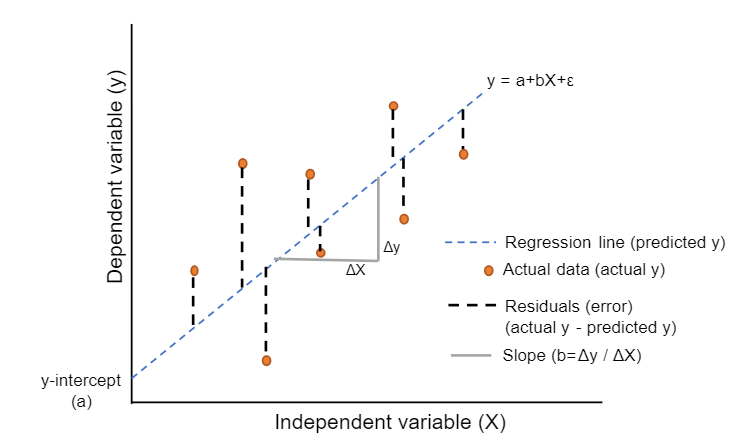 y = a+bX+ε
Dependent variable (y)
Δy
ΔX
Regression line (predicted y)
Actual data (actual y)
Residuals (error)
(actual y - predicted y)
Slope (b=Δy / ΔX)
y-intercept
(a)
Independent variable (X)